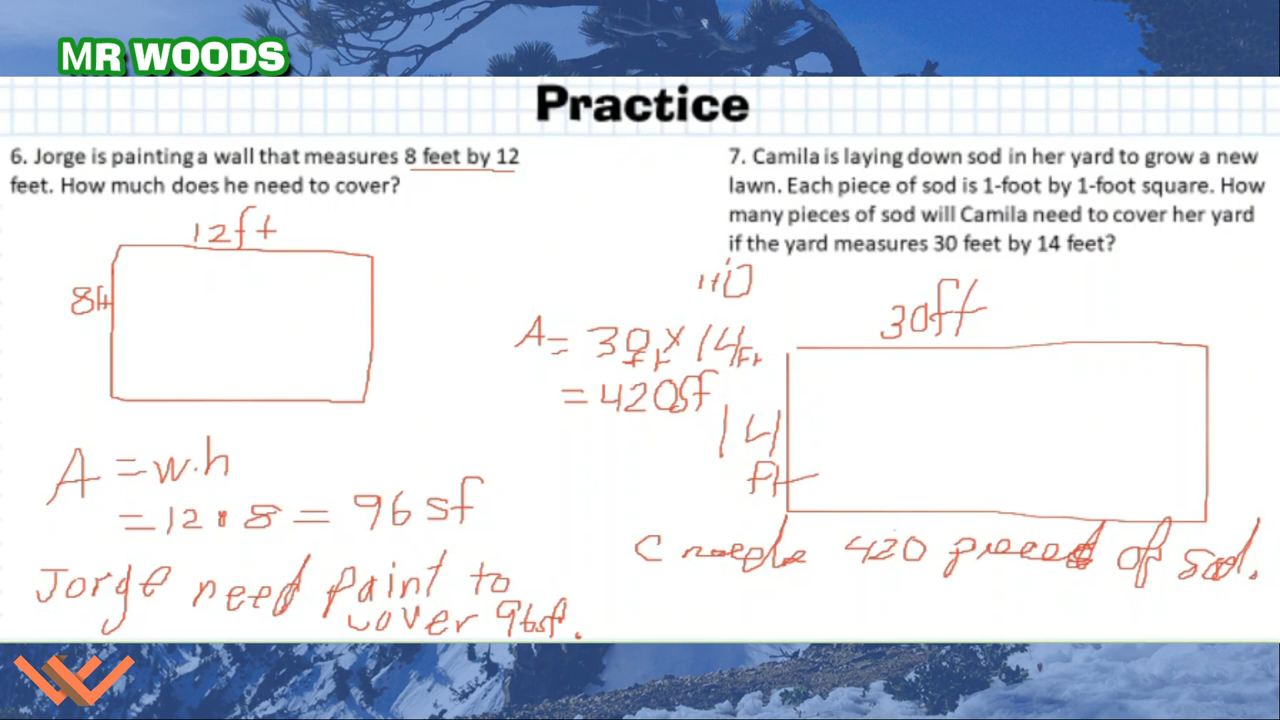 MR WOODS
Practice
6. Jorge is painting a wall that measures 8 feet by 12
feet. How much does he need to cover?
12ft
8ft
A = w.h
= 12 . 8 = 96 sf
Jorge need paint to
cover 96sf.
7. Camila is laying down sod in her yard to grow a new
lawn. Each piece of sod is 1-foot by 1-foot square. How
many pieces of sod will Camila need to cover her yard
if the yard measures 30 feet by 14 feet?
30ft
A = 30ft x 14ft
= 420sf
14
ft
C needs 420 pieces of sod.